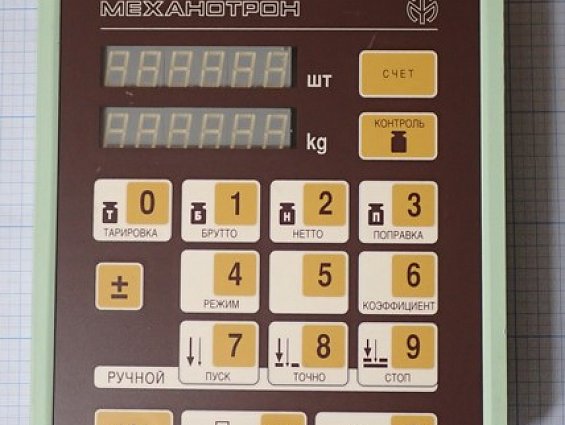 МЕХАНОТРОН
шт
СЧЕТ
КОНТРОЛЬ
kg
0 1 2 3
Т Б Н П
ТАРИРОВКА БРУТТО НЕТТО ПОПРАВКА
± 4 5 6
РЕЖИМ КОЭФФИЦИЕНТ
7 8 9
РУЧНОЙ ПУСК ТОЧНО СТОП